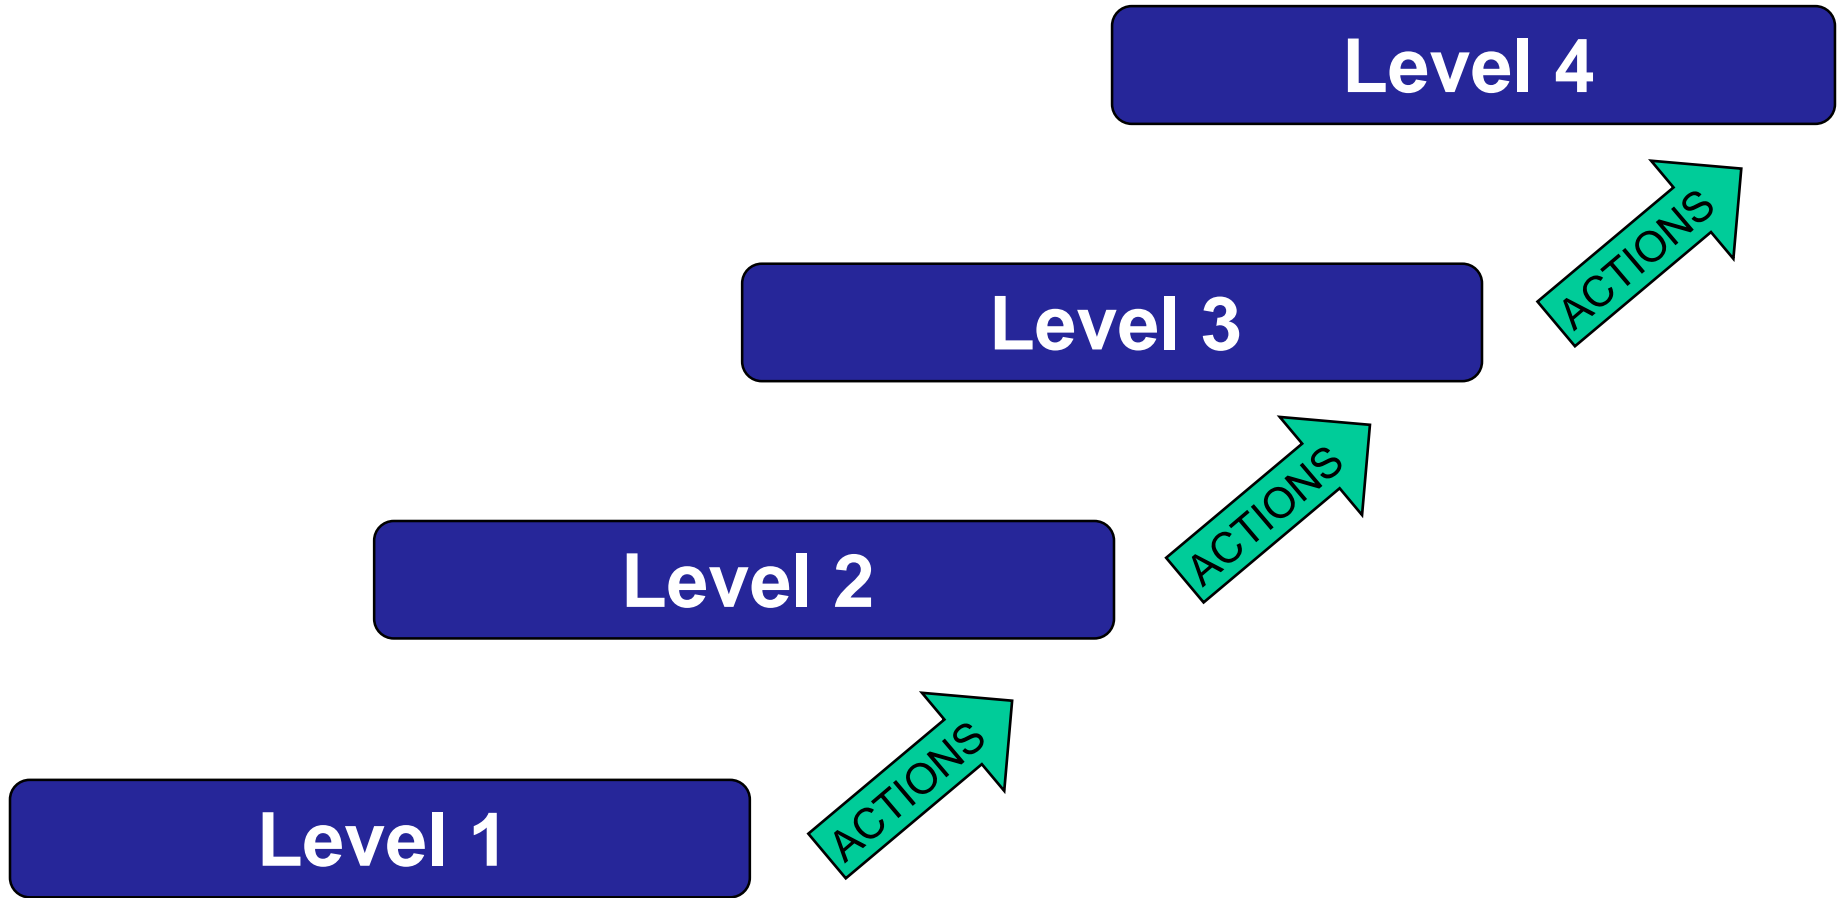 Level 4
ACTIONS
Level 3
ACTIONS
Level 2
ACTIONS
Level 1